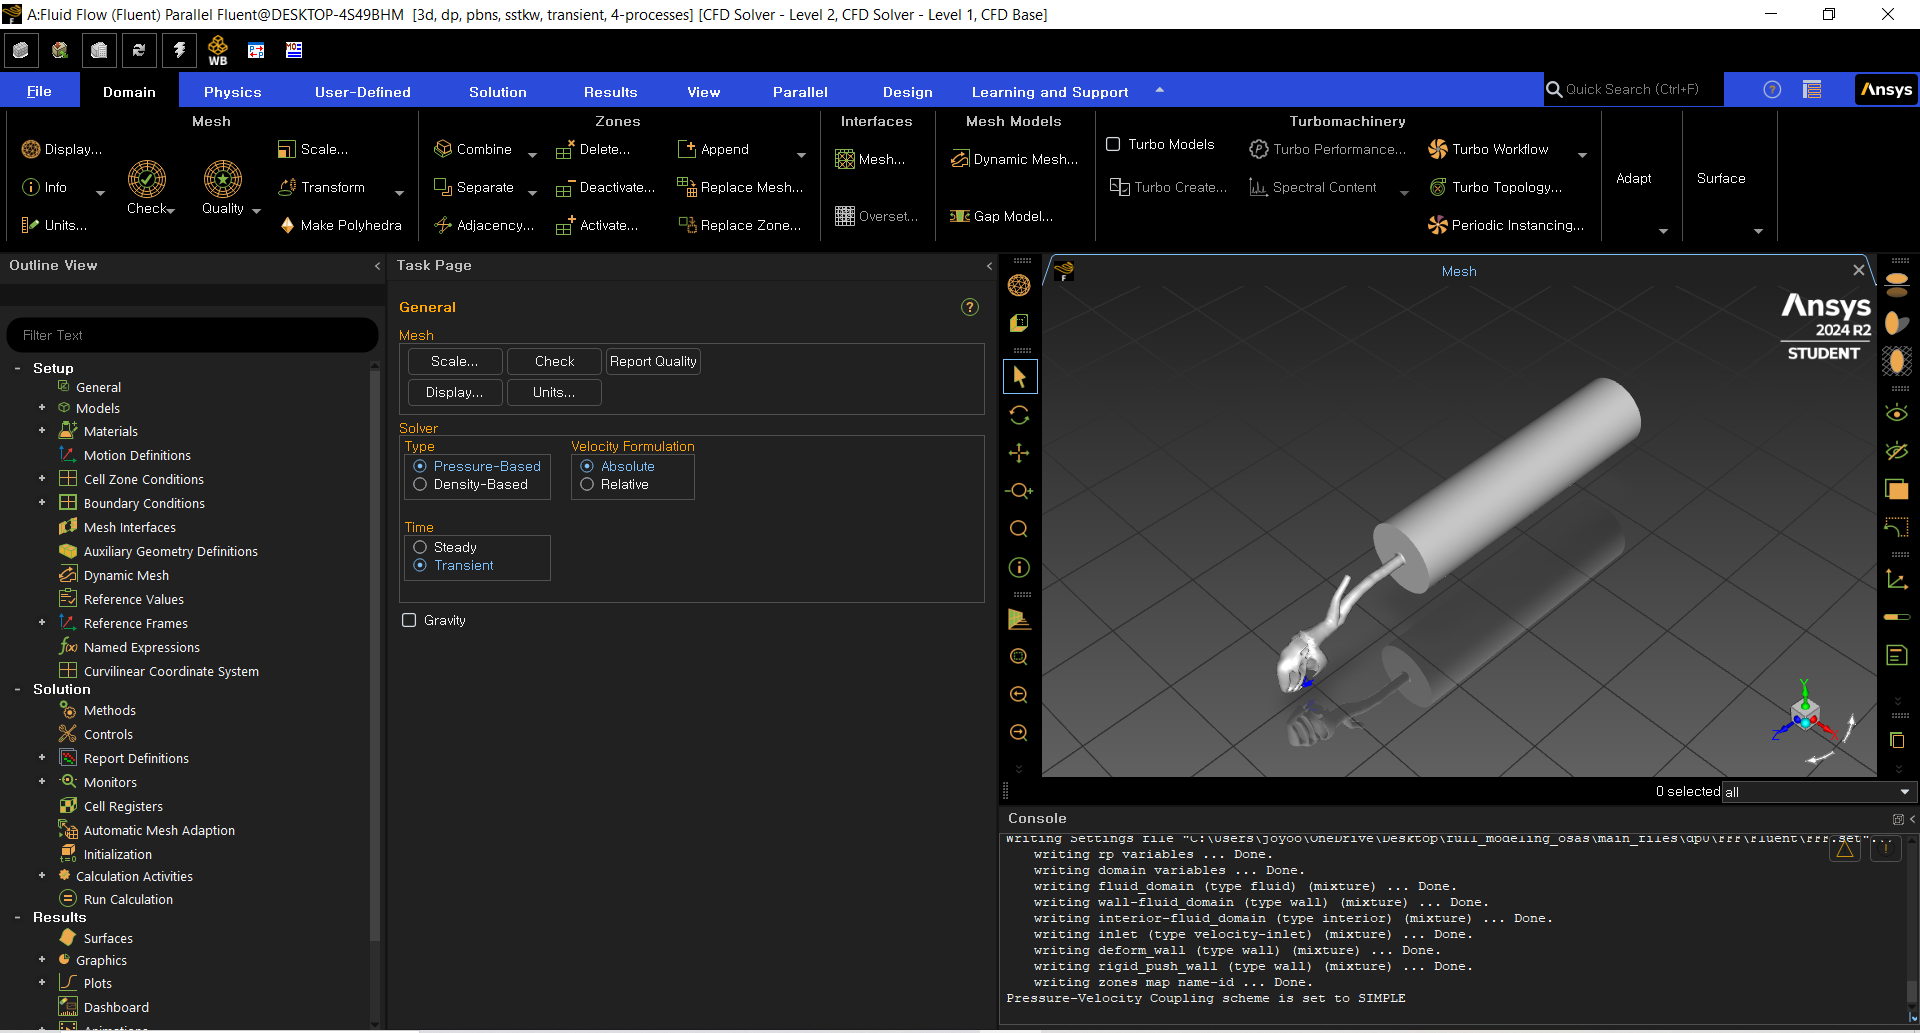 A:Fluid Flow (Fluent) Parallel Fluent@DESKTOP-4S49BHM [3d, dp, pbns, sstkw, transient, 4-processes] [CFD Solver - Level 2, CFD Solver - Level 1, CFD Base]
WB
File Domain Physics User-Defined Solution Results View Parallel Design Learning and Support Quick Search (Ctrl+F) Ansys
Mesh
Display...
Info
Units...
Check
Quality
Scale...
Transform
Make Polyhedra
Zones
Combine
Separate
Adjacency...
Delete...
Deactivate...
Activate...
Append
Replace Mesh...
Replace Zone...
Interfaces
Mesh...
Overset...
Mesh Models
Dynamic Mesh...
Gap Model...
Turbomachinery
Turbo Models
Turbo Create...
Turbo Performance...
Spectral Content
Turbo Workflow
Turbo Topology...
Periodic Instancing...
Adapt
Surface
Outline View
Filter Text
Setup
General
Models
Materials
Motion Definitions
Cell Zone Conditions
Boundary Conditions
Mesh Interfaces
Auxiliary Geometry Definitions
Dynamic Mesh
Reference Values
Reference Frames
Named Expressions
Curvilinear Coordinate System
Solution
Methods
Controls
Report Definitions
Monitors
Cell Registers
Automatic Mesh Adaption
Initialization
Calculation Activities
Run Calculation
Results
Surfaces
Graphics
Plots
Dashboard
Animations
Task Page
General
Mesh
Scale... Check Report Quality
Display... Units...
Solver
Type
Pressure-Based
Density-Based
Velocity Formulation
Absolute
Relative
Time
Steady
Transient
Gravity
Mesh
Ansys
2024 R2
STUDENT
Y
Z
X
0 selected all
Console
Writing Settings file "C:\Users\joyoo\OneDrive\Desktop\full_modeling_osas\main_files\dp0\FFF\Fluent\FFF.set"...
writing rp variables ... Done.
writing domain variables ... Done.
writing fluid_domain (type fluid) (mixture) ... Done.
writing wall-fluid_domain (type wall) (mixture) ... Done.
writing interior-fluid_domain (type interior) (mixture) ... Done.
writing inlet (type velocity-inlet) (mixture) ... Done.
writing deform_wall (type wall) (mixture) ... Done.
writing rigid_push_wall (type wall) (mixture) ... Done.
writing zones map name-id ... Done.
Pressure-Velocity Coupling scheme is set to SIMPLE